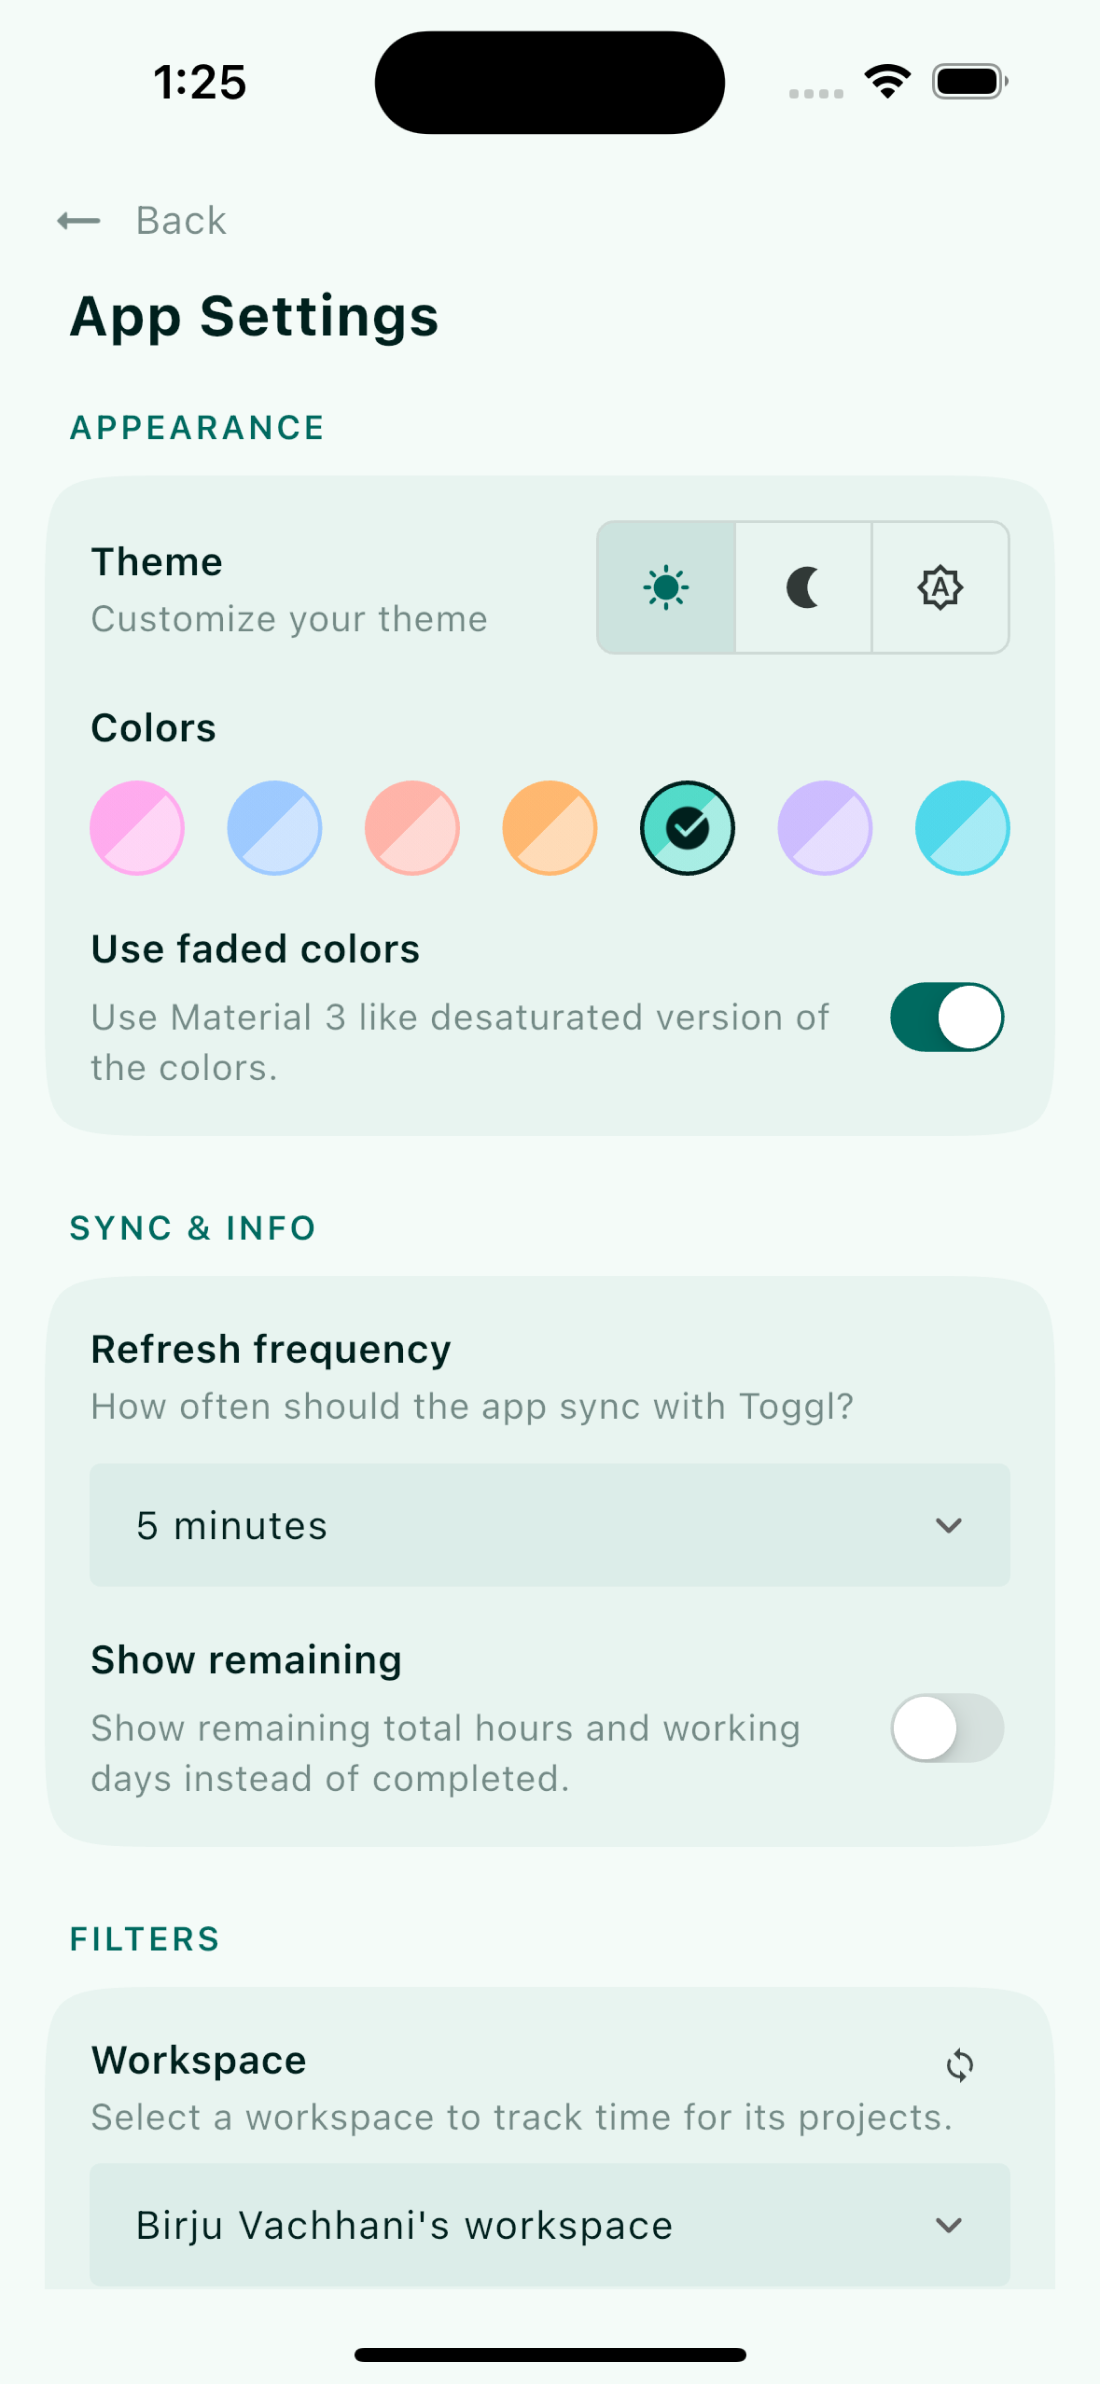 1:25
Back
App Settings
APPEARANCE
Theme
Customize your theme
A
Colors
Use faded colors
Use Material 3 like desaturated version of
the colors.
SYNC & INFO
Refresh frequency
How often should the app sync with Toggl?
5 minutes
Show remaining
Show remaining total hours and working
days instead of completed.
FILTERS
Workspace
Select a workspace to track time for its projects.
Birju Vachhani's workspace